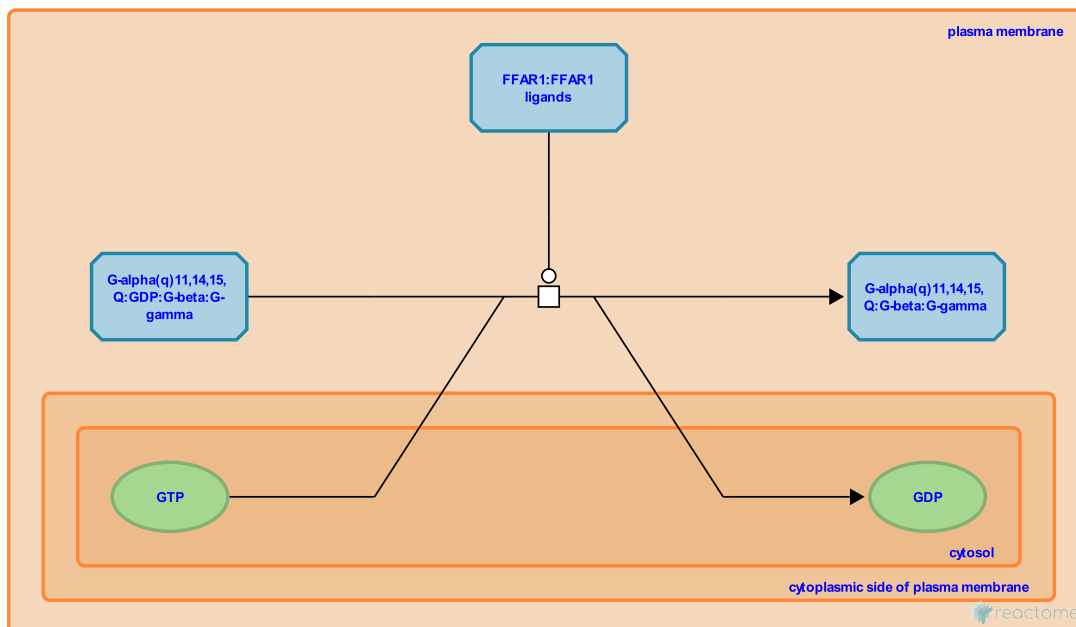 plasma membrane
FFAR1:FFAR1
ligands
G-alpha(q)11,14,15,
Q:GDP:G-beta:G-
gamma
G-alpha(q)11,14,15,
Q:G-beta:G-gamma
GTP
GDP
cytosol
cytoplasmic side of plasma membrane
reactome